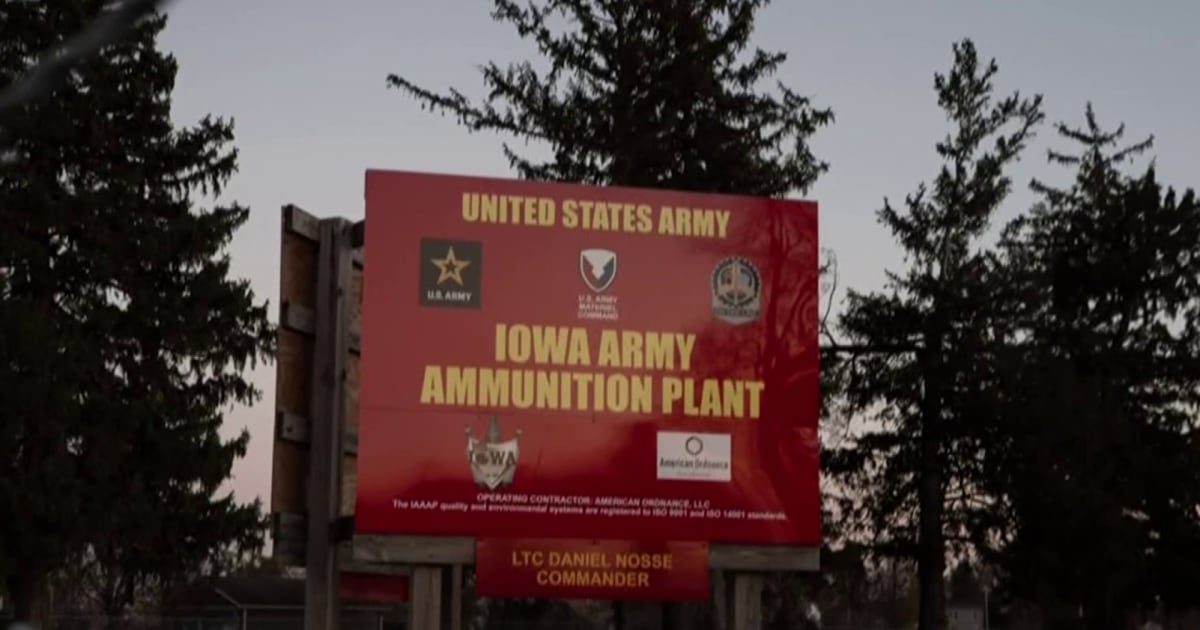 UNITED STATES ARMY
U.S. ARMY
U.S. ARMY
MATERIEL
COMMAND
IOWA ARMY
AMMUNITION PLANT
IOWA
American Ordnance
OPERATING CONTRACTOR: AMERICAN ORDNANCE, LLC
The IAAAP quality and environmental systems are registered to ISO 9001 and ISO 14001 standards.
LTC DANIEL NOSSE
COMMANDER